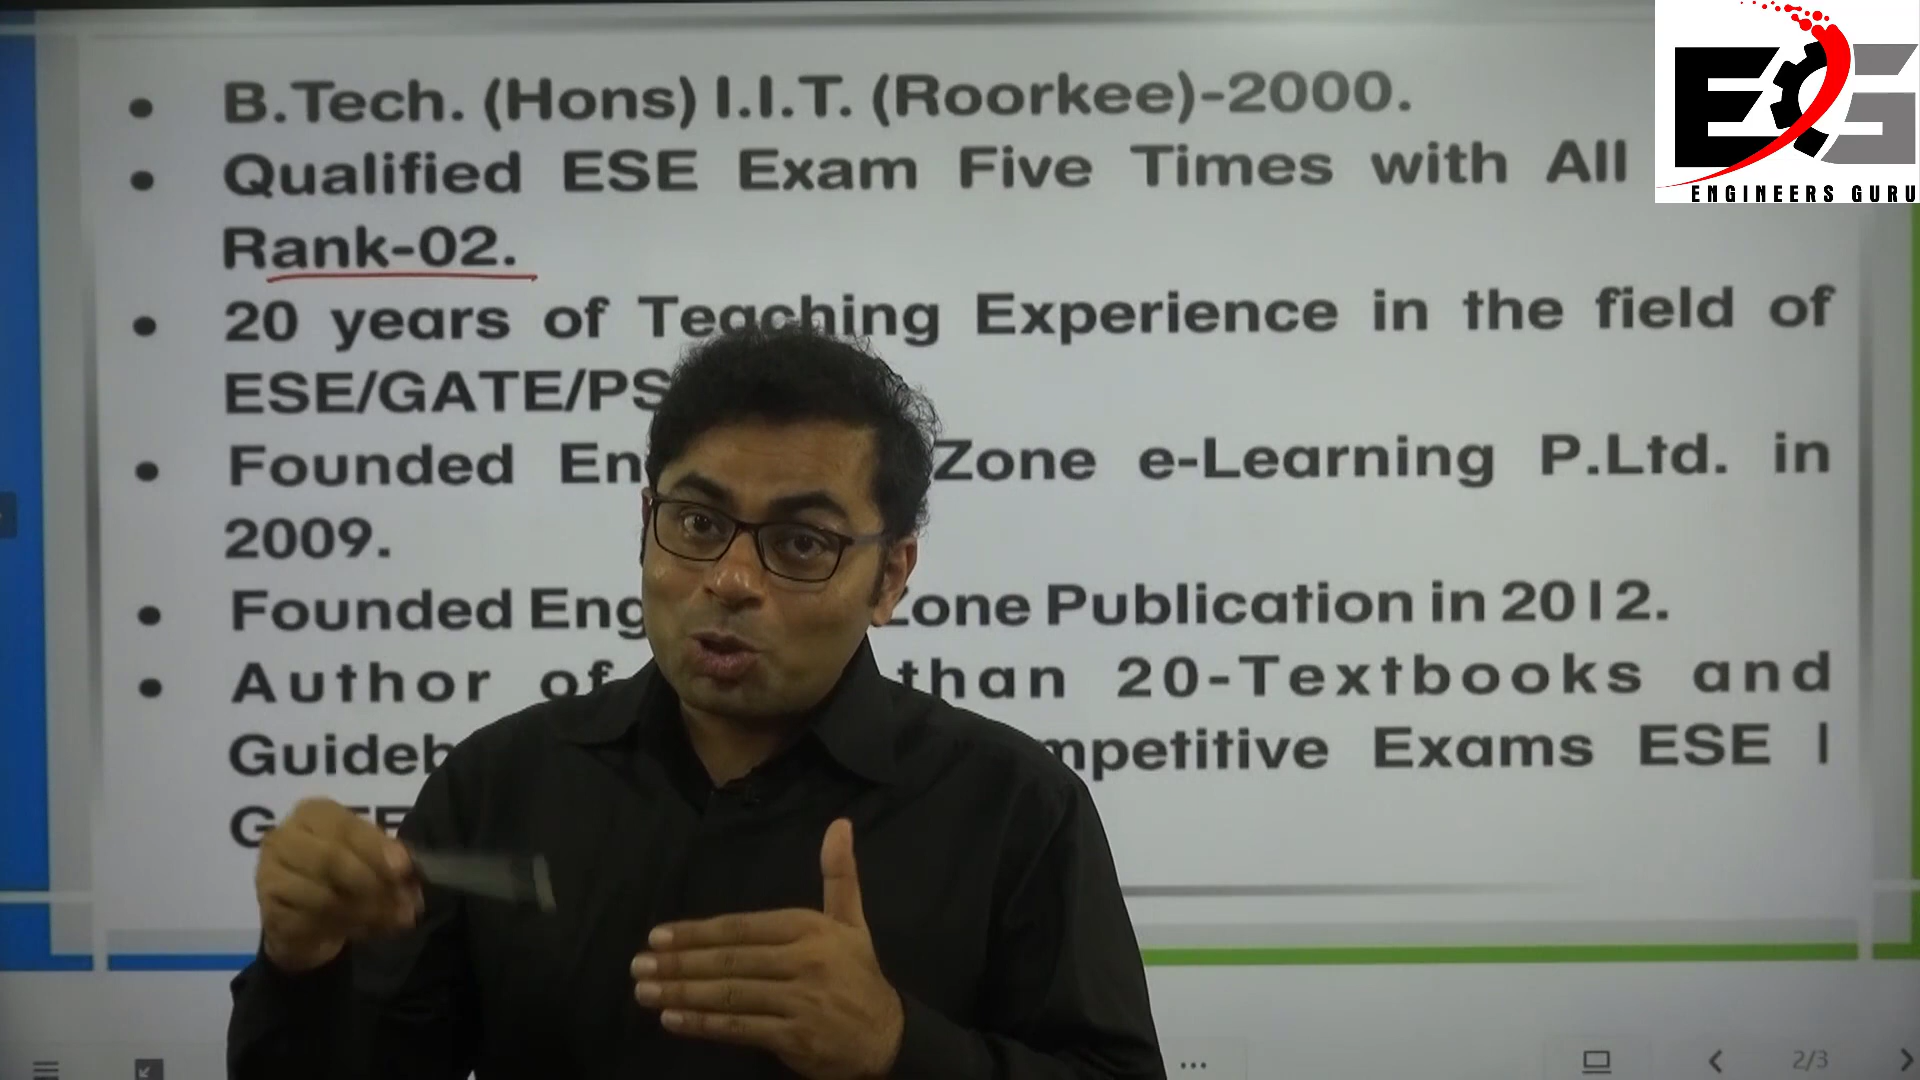 B.Tech. (Hons) I.I.T. (Roorkee)-2000.
Qualified ESE Exam Five Times with All
Rank-02.
20 years of Teaching Experience in the field of
ESE/GATE/PS
Founded En Zone e-Learning P.Ltd. in
2009.
Founded Eng Zone Publication in 2012.
Author of than 20-Textbooks and
Guideb mpetitive Exams ESE |
EG
ENGINEERS GURU
2/3